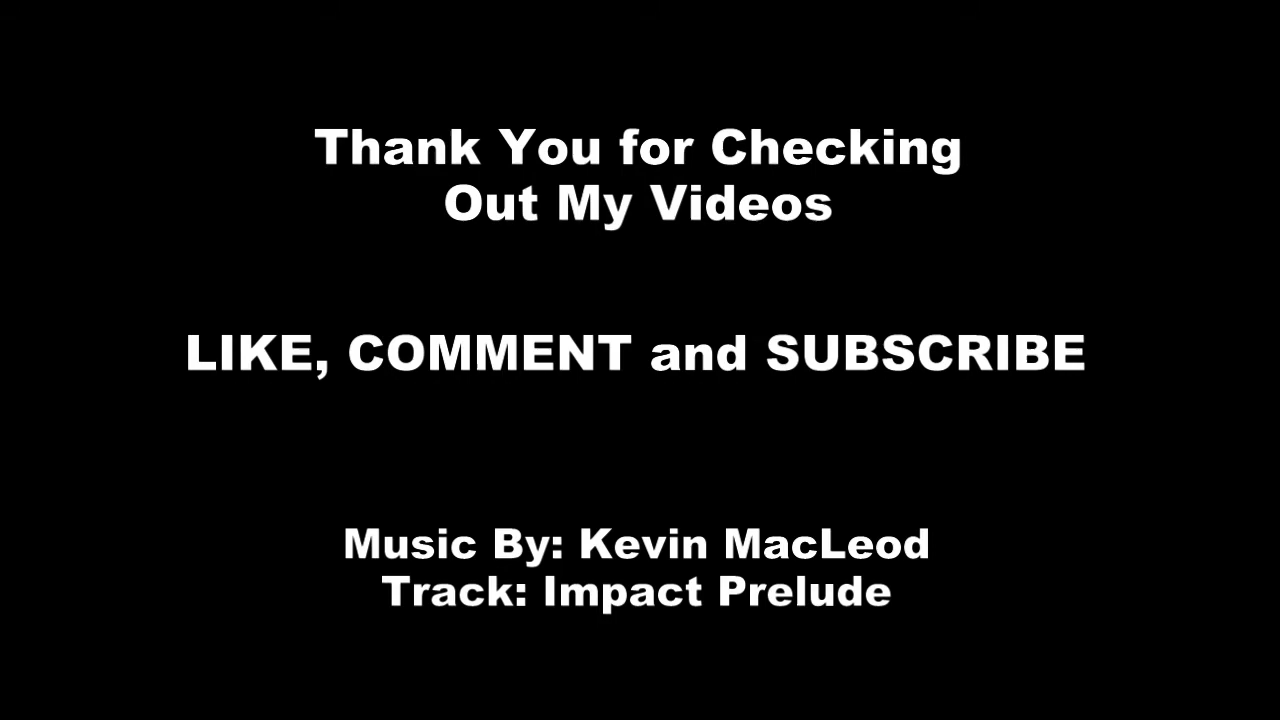 Thank You for Checking
Out My Videos
LIKE, COMMENT and SUBSCRIBE
Music By: Kevin MacLeod
Track: Impact Prelude